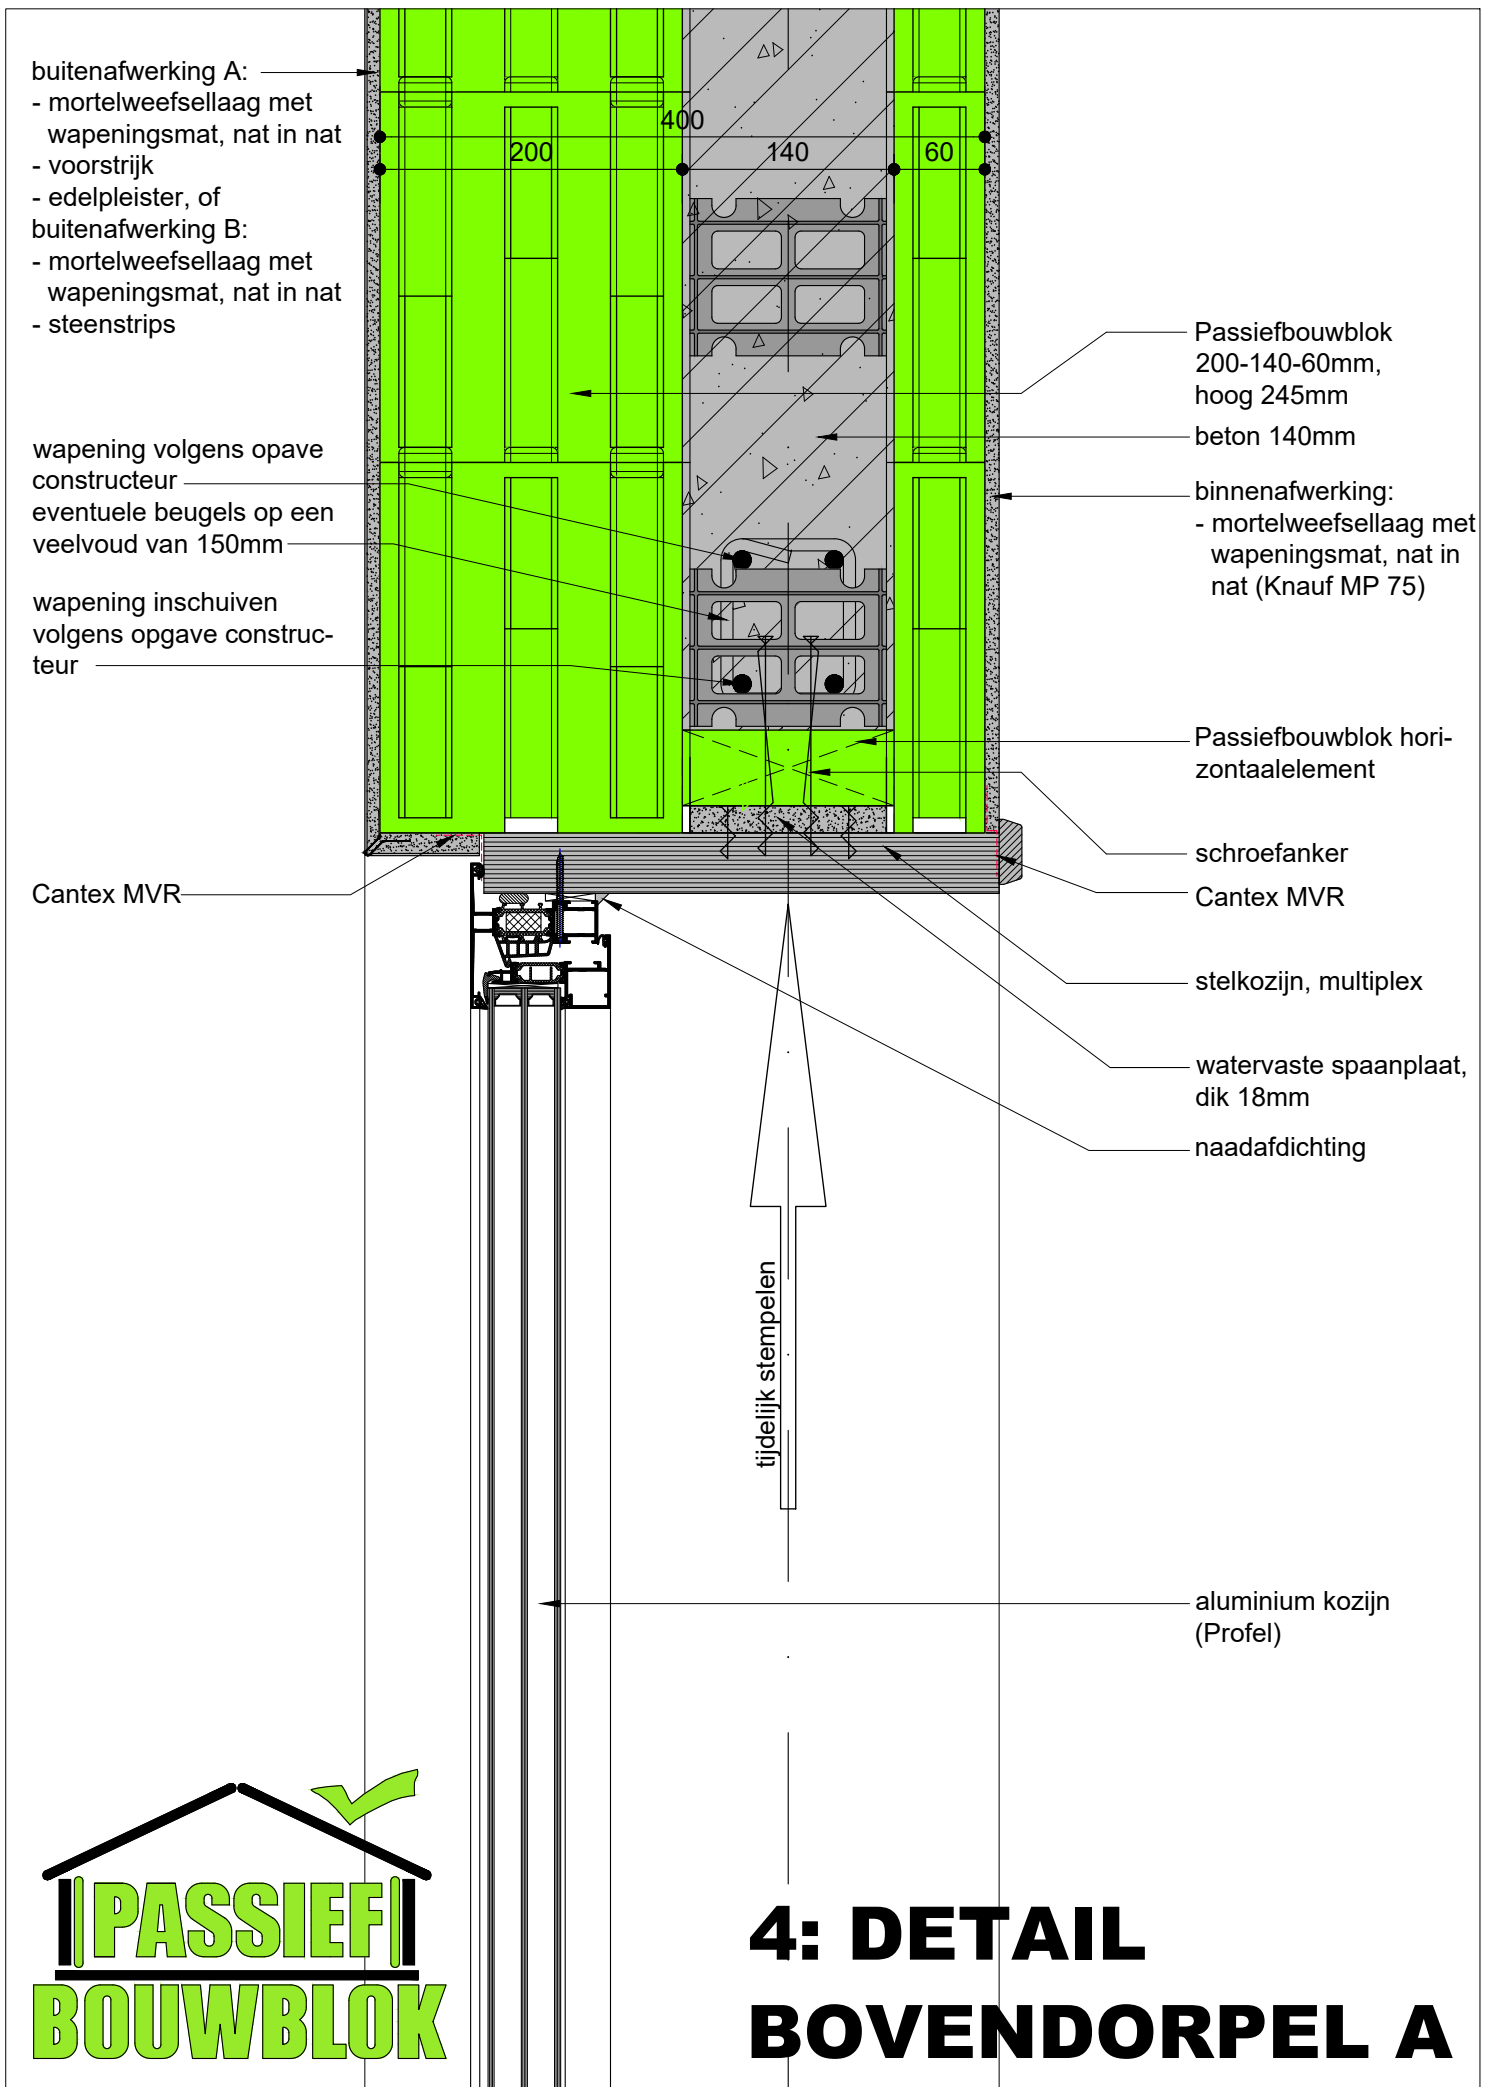 buitenafwerking A:
- mortelweefsellaag met
wapeningsmat, nat in nat
- voorstrijk
- edelpleister, of
buitenafwerking B:
- mortelweefsellaag met
wapeningsmat, nat in nat
- steenstrips
wapening volgens opave
constructeur
eventuele beugels op een
veelvoud van 150mm
wapening inschuiven
volgens opgave construc-
teur
Cantex MVR
400
200 140 60
Passiefbouwblok
200-140-60mm,
hoog 245mm
beton 140mm
binnenafwerking:
- mortelweefsellaag met
wapeningsmat, nat in
nat (Knauf MP 75)
Passiefbouwblok hori-
zontaalelement
schroefanker
Cantex MVR
stelkozijn, multiplex
watervaste spaanplaat,
dik 18mm
naadafdichting
tijdelijk stempelen
aluminium kozijn
(Profel)
PASSIEF
BOUWBLOK
4: DETAIL
BOVENDORPEL A